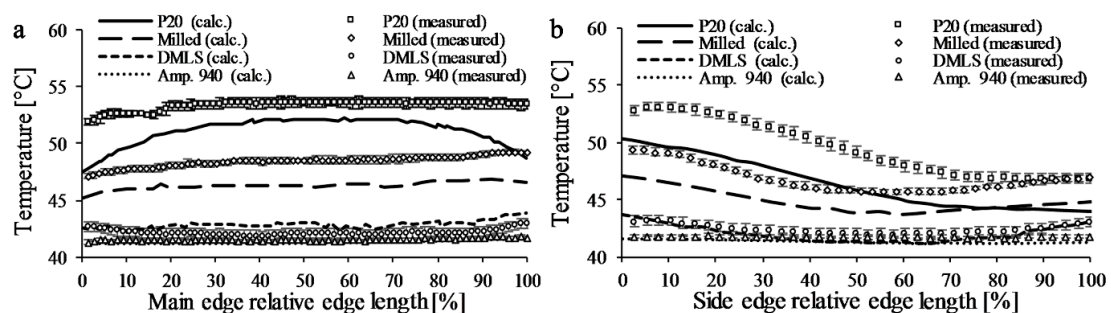 a
P20 (calc.)
P20 (measured)
Milled (calc.)
Milled (measured)
DMLS (calc.)
DMLS (measured)
Amp. 940 (calc.)
Amp. 940 (measured)
Temperature [°C]
60
55
50
45
40
0 10 20 30 40 50 60 70 80 90 100
Main edge relative edge length [%]
b
P20 (calc.)
P20 (measured)
Milled (calc.)
Milled (measured)
DMLS (calc.)
DMLS (measured)
Amp. 940 (calc.)
Amp. 940 (measured)
Temperature [°C]
60
55
50
45
40
0 10 20 30 40 50 60 70 80 90 100
Side edge relative edge length [%]